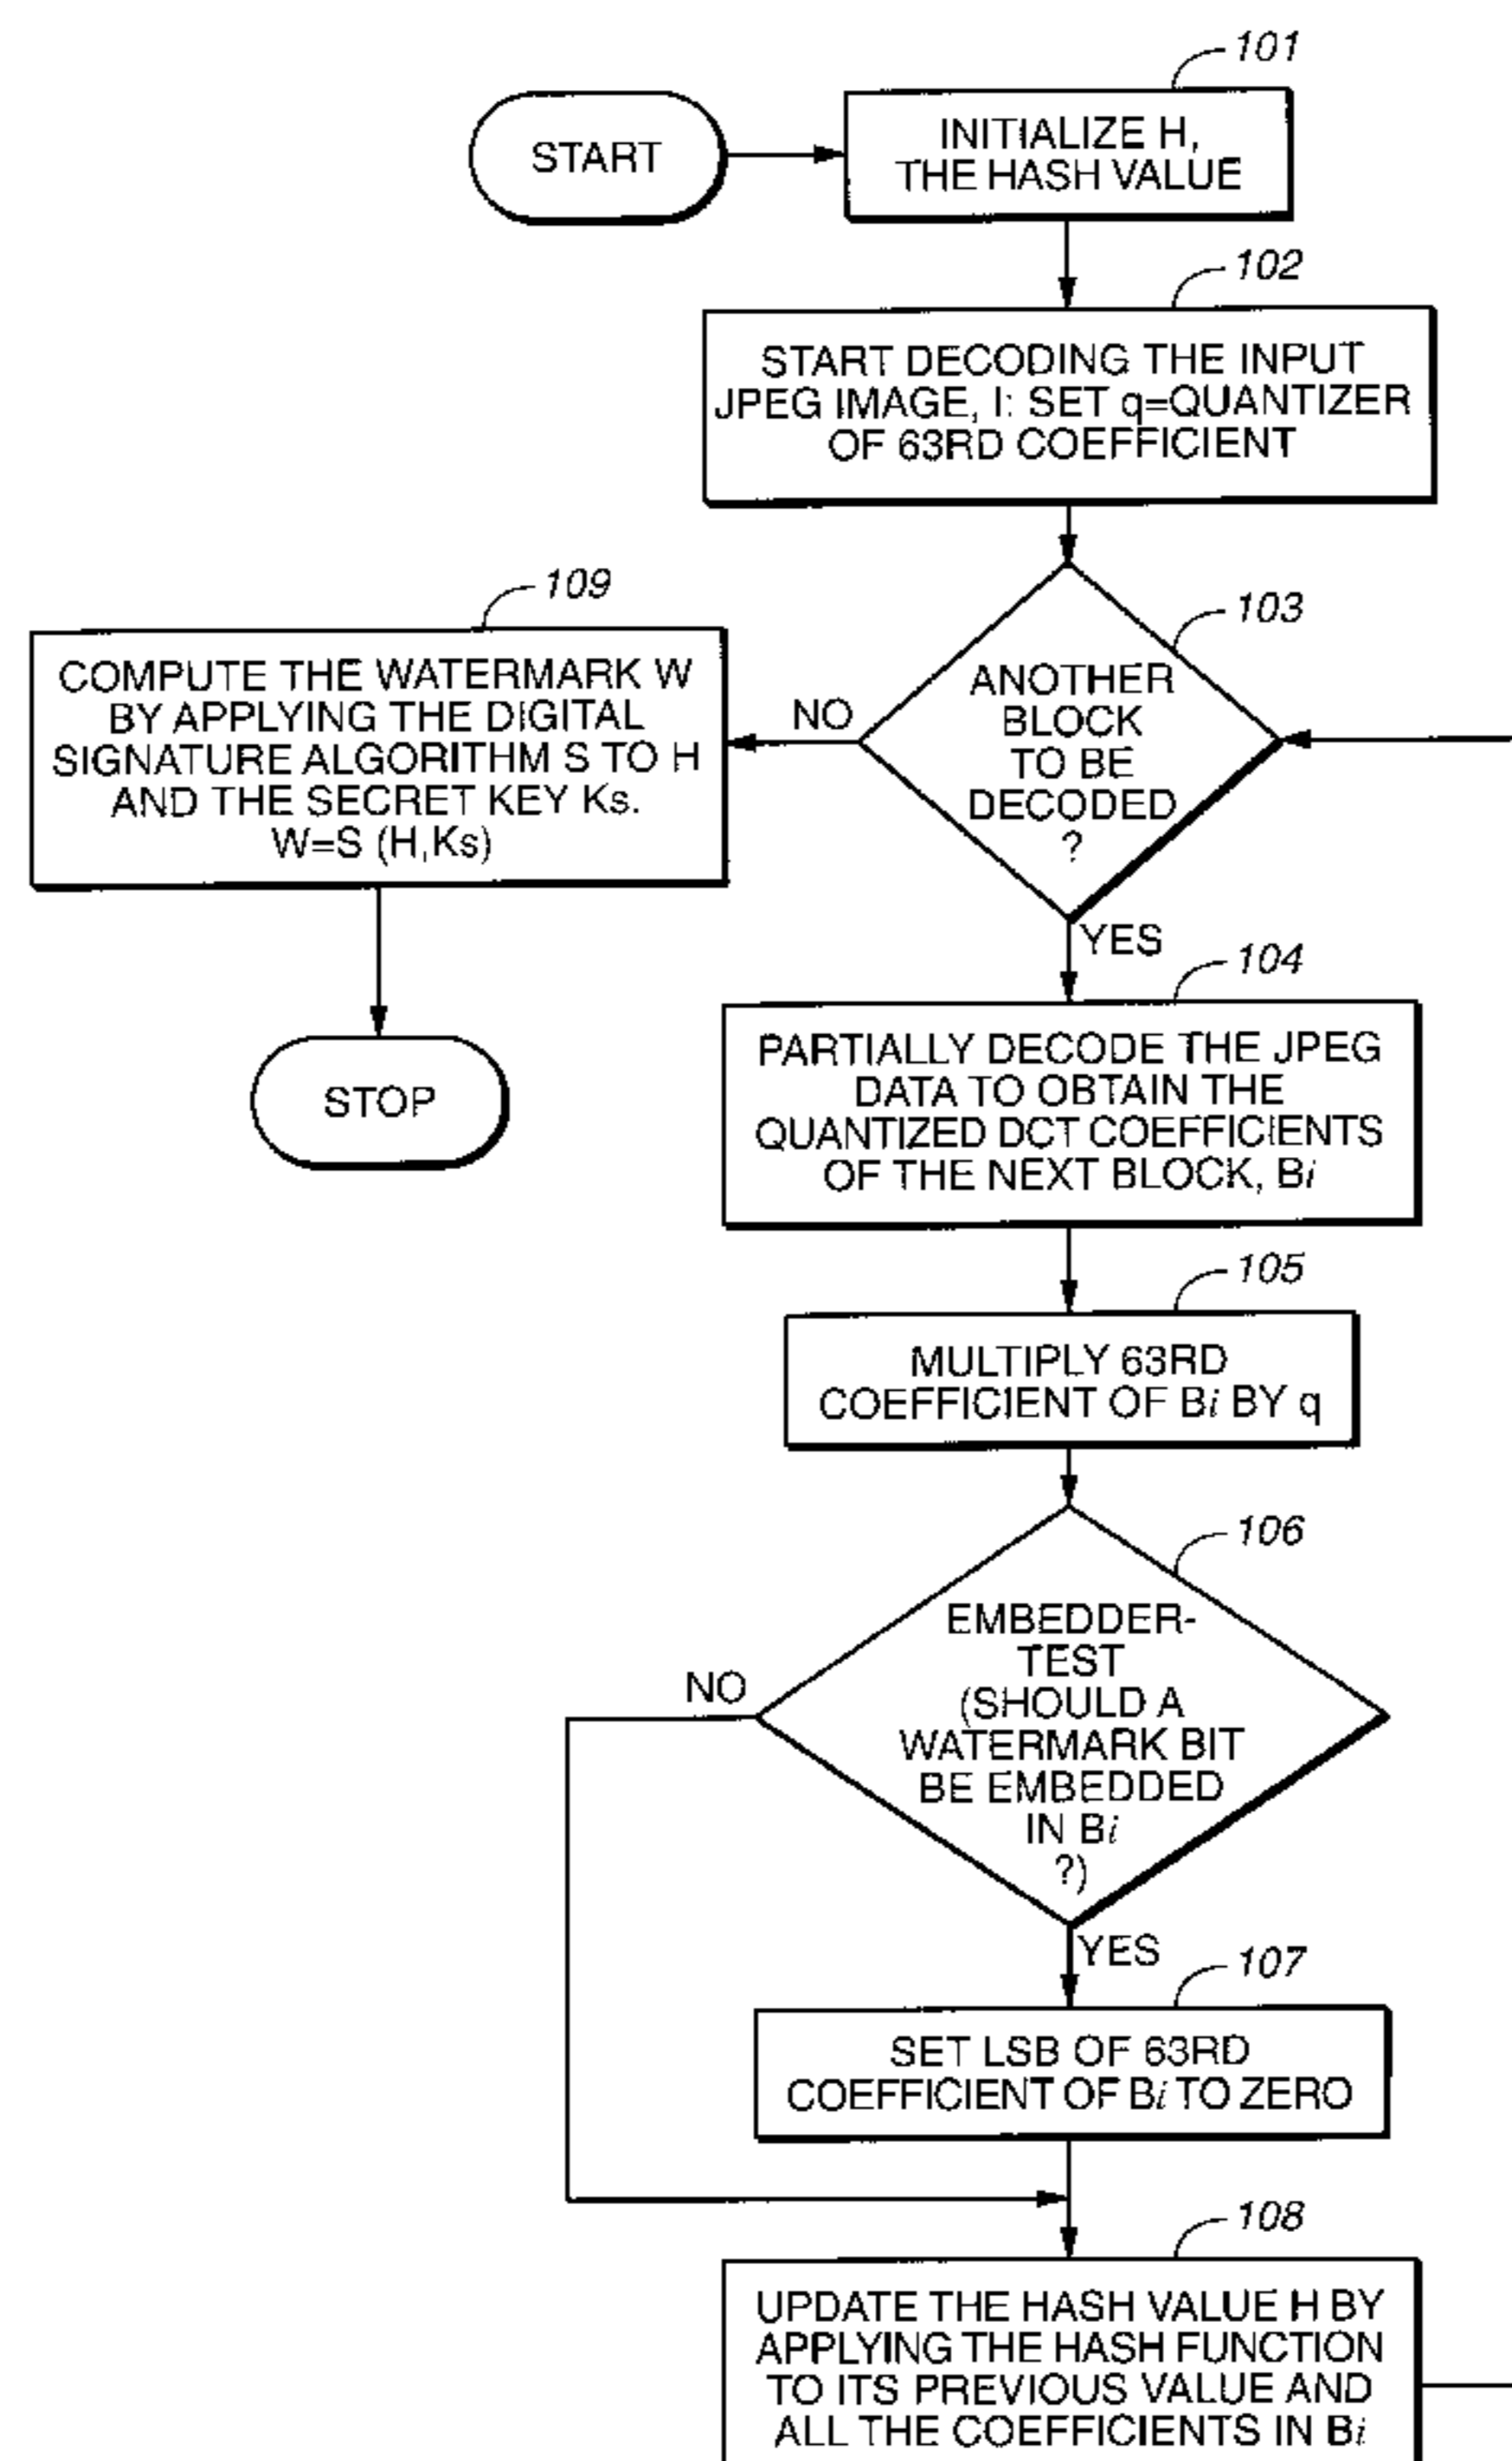 101
START
INITIALIZE H,
THE HASH VALUE
102
START DECODING THE INPUT
JPEG IMAGE, I: SET q=QUANTIZER
OF 63RD COEFFICIENT
103
ANOTHER
BLOCK
TO BE
DECODED
?
NO
109
COMPUTE THE WATERMARK W
BY APPLYING THE DIGITAL
SIGNATURE ALGORITHM S TO H
AND THE SECRET KEY Ks.
W=S (H,Ks)
STOP
YES
104
PARTIALLY DECODE THE JPEG
DATA TO OBTAIN THE
QUANTIZED DCT COEFFICIENTS
OF THE NEXT BLOCK, Bi
105
MULTIPLY 63RD
COEFFICIENT OF Bi BY q
106
EMBEDDER-
TEST
(SHOULD A
WATERMARK BIT
BE EMBEDDED
IN Bi
?)
NO
YES
107
SET LSB OF 63RD
COEFFICIENT OF Bi TO ZERO
108
UPDATE THE HASH VALUE H BY
APPLYING THE HASH FUNCTION
TO ITS PREVIOUS VALUE AND
ALL THE COEFFICIENTS IN Bi